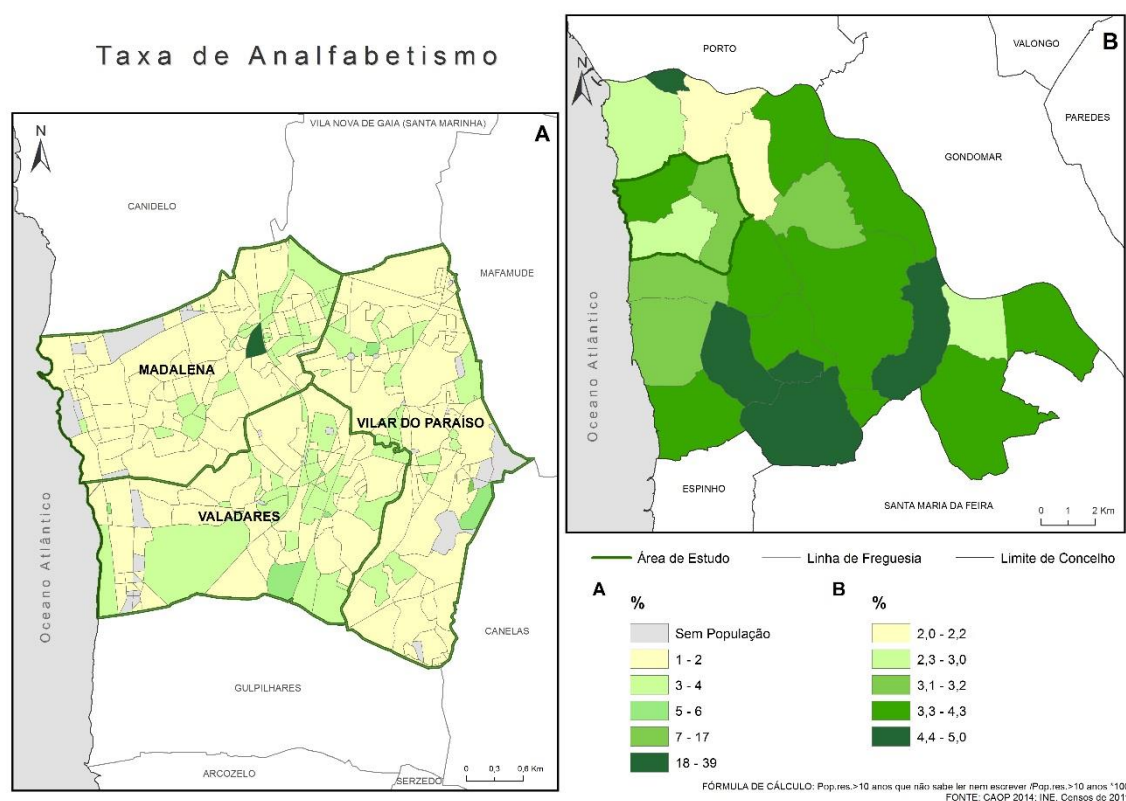 Taxa de Analfabetismo
A
N
VILA NOVA DE GAIA (SANTA MARINHA)
CANIDELO
MAFAMUDE
MADALENA
VILAR DO PARAÍSO
VALADARES
Oceano Atlântico
CANELAS
GULPILHARES
ARCOZELO
SERZEDO
0 0,6 Km
B
N
PORTO
VALONGO
PAREDES
GONDOMAR
Oceano Atlântico
ESPINHO
SANTA MARIA DA FEIRA
0 1 2 Km
Área de Estudo Linha de Freguesia Limite de Concelho
A
%
Sem População
1 - 2
3 - 4
5 - 6
7 - 17
18 - 39
B
%
2,0 - 2,2
2,3 - 3,0
3,1 - 3,2
3,3 - 4,3
4,4 - 5,0
FÓRMULA DE CÁLCULO: Pop.res.>10 anos que não sabe ler nem escrever /Pop.res.>10 anos *100
FONTE: CAOP 2014; INE, Censos de